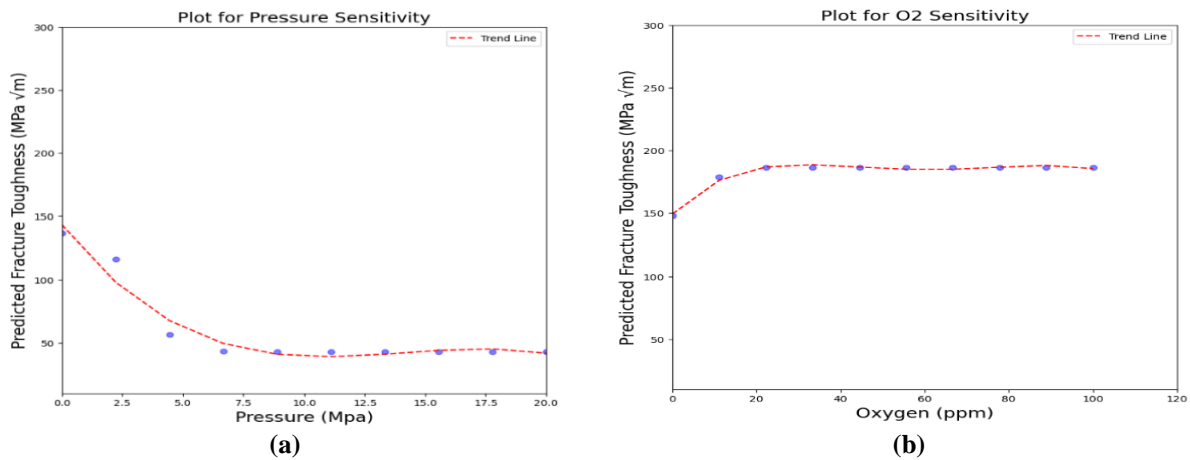 Plot for Pressure Sensitivity
Predicted Fracture Toughness (MPa √m)
300
250
200
150
100
50
Trend Line
0.0 2.5 5.0 7.5 10.0 12.5 15.0 17.5 20.0
Pressure (Mpa)
(a)
Plot for O2 Sensitivity
Predicted Fracture Toughness (MPa √m)
300
250
200
150
100
50
Trend Line
0 20 40 60 80 100 120
Oxygen (ppm)
(b)